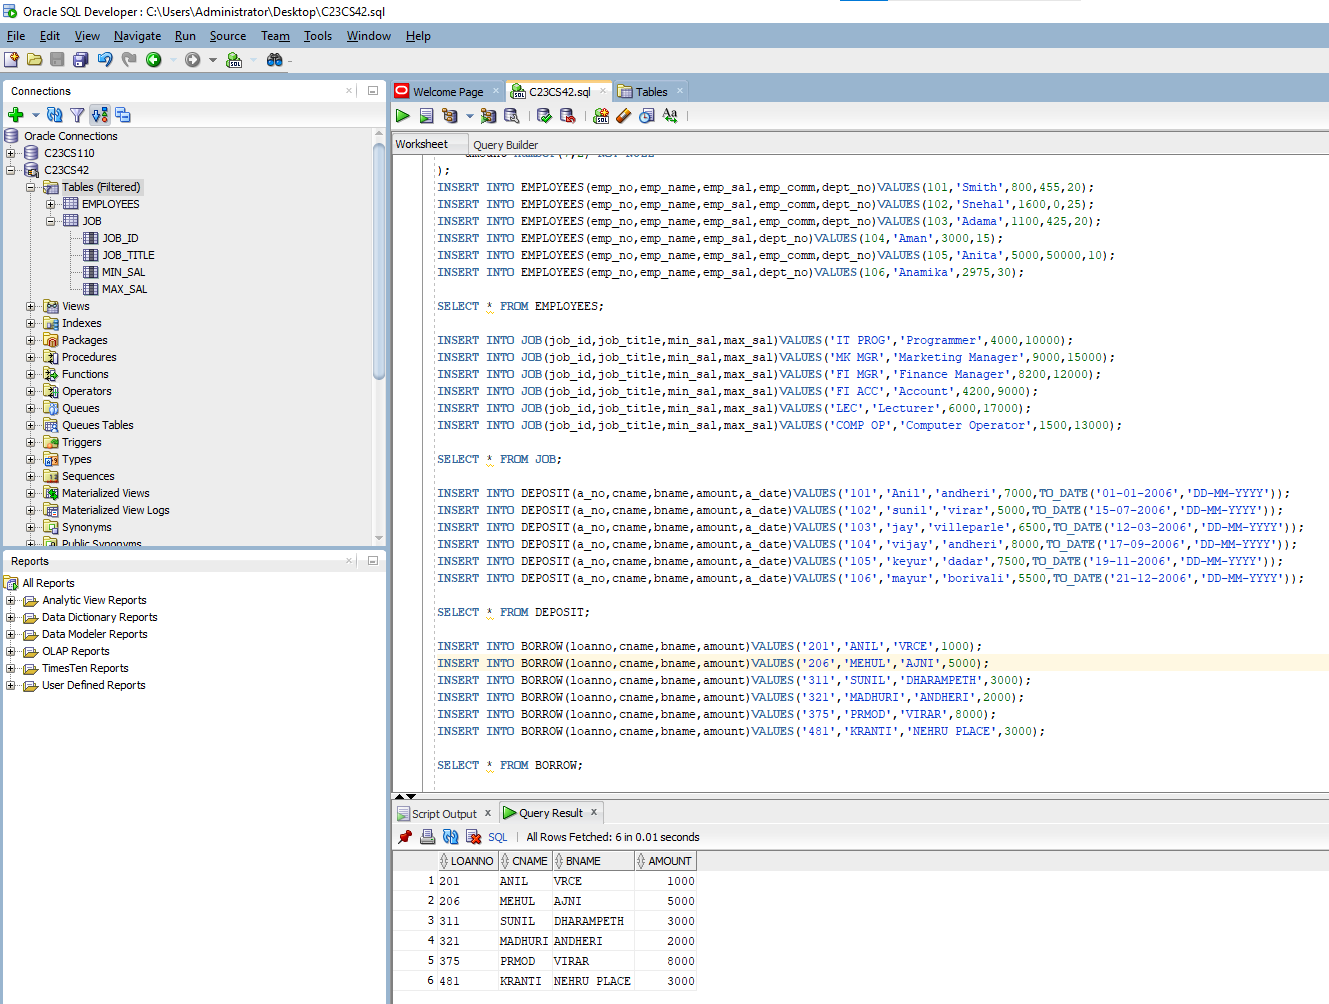 Oracle SQL Developer : C:\Users\Administrator\Desktop\C23CS42.sql
File Edit View Navigate Run Source Team Tools Window Help
Connections
Oracle Connections
C23CS110
C23CS42
Tables (Filtered)
EMPLOYEES
JOB
JOB_ID
JOB_TITLE
MIN_SAL
MAX_SAL
Views
Indexes
Packages
Procedures
Functions
Operators
Queues
Queues Tables
Triggers
Types
Sequences
Materialized Views
Materialized View Logs
Synonyms
Public Synonyms
Reports
All Reports
Analytic View Reports
Data Dictionary Reports
Data Modeler Reports
OLAP Reports
TimesTen Reports
User Defined Reports
Welcome Page C23CS42.sql Tables
Worksheet Query Builder
);
INSERT INTO EMPLOYEES(emp_no,emp_name,emp_sal,emp_comm,dept_no)VALUES(101,'Smith',800,455,20);
INSERT INTO EMPLOYEES(emp_no,emp_name,emp_sal,emp_comm,dept_no)VALUES(102,'Snehal',1600,0,25);
INSERT INTO EMPLOYEES(emp_no,emp_name,emp_sal,emp_comm,dept_no)VALUES(103,'Adama',1100,425,20);
INSERT INTO EMPLOYEES(emp_no,emp_name,emp_sal,dept_no)VALUES(104,'Aman',3000,15);
INSERT INTO EMPLOYEES(emp_no,emp_name,emp_sal,emp_comm,dept_no)VALUES(105,'Anita',5000,50000,10);
INSERT INTO EMPLOYEES(emp_no,emp_name,emp_sal,dept_no)VALUES(106,'Anamika',2975,30);
SELECT * FROM EMPLOYEES;
INSERT INTO JOB(job_id,job_title,min_sal,max_sal)VALUES('IT PROG','Programmer',4000,10000);
INSERT INTO JOB(job_id,job_title,min_sal,max_sal)VALUES('MK MGR','Marketing Manager',9000,15000);
INSERT INTO JOB(job_id,job_title,min_sal,max_sal)VALUES('FI MGR','Finance Manager',8200,12000);
INSERT INTO JOB(job_id,job_title,min_sal,max_sal)VALUES('FI ACC','Account',4200,9000);
INSERT INTO JOB(job_id,job_title,min_sal,max_sal)VALUES('LEC','Lecturer',6000,17000);
INSERT INTO JOB(job_id,job_title,min_sal,max_sal)VALUES('COMP OP','Computer Operator',1500,13000);
SELECT * FROM JOB;
INSERT INTO DEPOSIT(a_no,cname,bname,amount,a_date)VALUES('101','Anil','andheri',7000,TO_DATE('01-01-2006','DD-MM-YYYY'));
INSERT INTO DEPOSIT(a_no,cname,bname,amount,a_date)VALUES('102','sunil','virar',5000,TO_DATE('15-07-2006','DD-MM-YYYY'));
INSERT INTO DEPOSIT(a_no,cname,bname,amount,a_date)VALUES('103','jay','villeparle',6500,TO_DATE('12-03-2006','DD-MM-YYYY'));
INSERT INTO DEPOSIT(a_no,cname,bname,amount,a_date)VALUES('104','vijay','andheri',8000,TO_DATE('17-09-2006','DD-MM-YYYY'));
INSERT INTO DEPOSIT(a_no,cname,bname,amount,a_date)VALUES('105','keyur','dadar',7500,TO_DATE('19-11-2006','DD-MM-YYYY'));
INSERT INTO DEPOSIT(a_no,cname,bname,amount,a_date)VALUES('106','mayur','borivali',5500,TO_DATE('21-12-2006','DD-MM-YYYY'));
SELECT * FROM DEPOSIT;
INSERT INTO BORROW(loanno,cname,bname,amount)VALUES('201','ANIL','VRCE',1000);
INSERT INTO BORROW(loanno,cname,bname,amount)VALUES('206','MEHUL','AJNI',5000);
INSERT INTO BORROW(loanno,cname,bname,amount)VALUES('311','SUNIL','DHARAMPETH',3000);
INSERT INTO BORROW(loanno,cname,bname,amount)VALUES('321','MADHURI','ANDHERI',2000);
INSERT INTO BORROW(loanno,cname,bname,amount)VALUES('375','PRMOD','VIRAR',8000);
INSERT INTO BORROW(loanno,cname,bname,amount)VALUES('481','KRANTI','NEHRU PLACE',3000);
SELECT * FROM BORROW;
Script Output Query Result
SQL All Rows Fetched: 6 in 0.01 seconds
LOANNO CNAME BNAME AMOUNT
1 201 ANIL VRCE 1000
2 206 MEHUL AJNI 5000
3 311 SUNIL DHARAMPETH 3000
4 321 MADHURI ANDHERI 2000
5 375 PRMOD VIRAR 8000
6 481 KRANTI NEHRU PLACE 3000